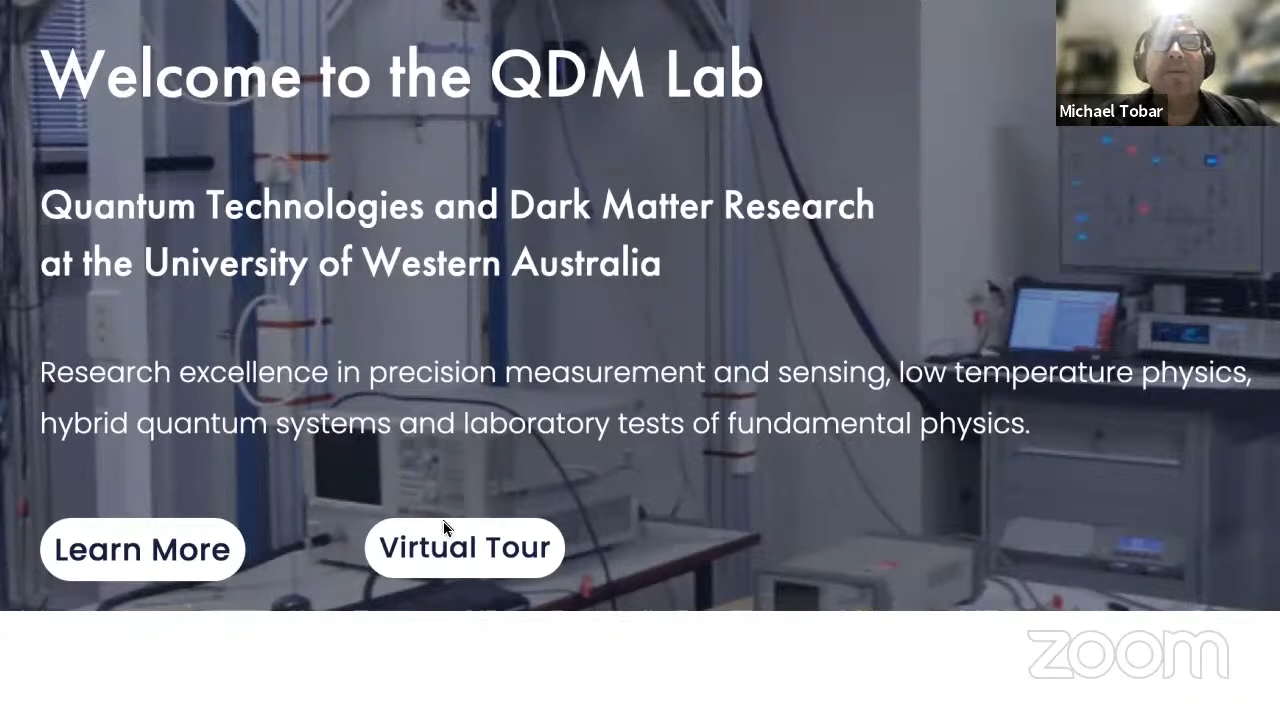 Welcome to the QDM Lab
Michael Tobar
Quantum Technologies and Dark Matter Research
at the University of Western Australia
Research excellence in precision measurement and sensing, low temperature physics,
hybrid quantum systems and laboratory tests of fundamental physics.
Learn More
Virtual Tour
zoom